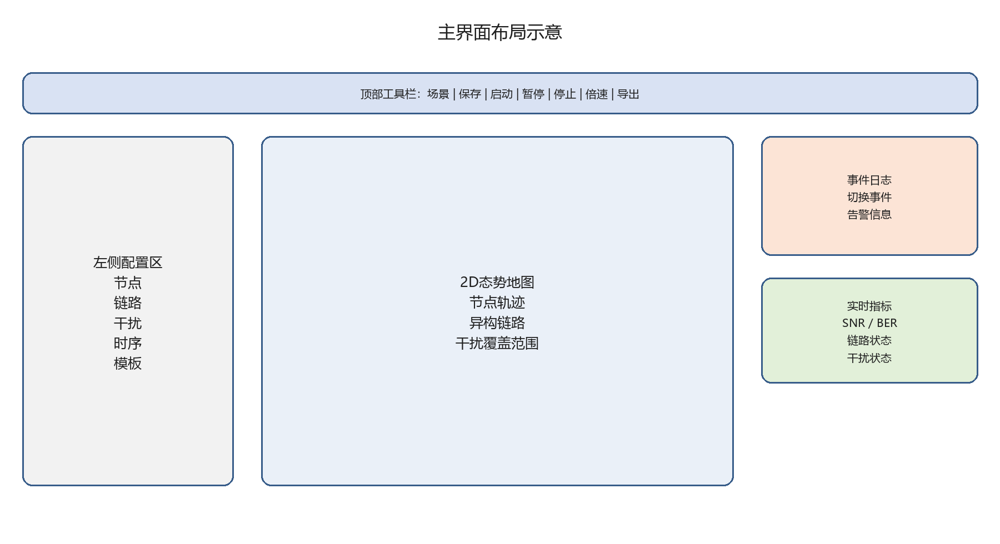 主界面布局示意
顶部工具栏：场景 | 保存 | 启动 | 暂停 | 停止 | 倍速 | 导出
左侧配置区
节点
链路
干扰
时序
模板
2D态势地图
节点轨迹
异构链路
干扰覆盖范围
事件日志
切换事件
告警信息
实时指标
SNR / BER
链路状态
干扰状态